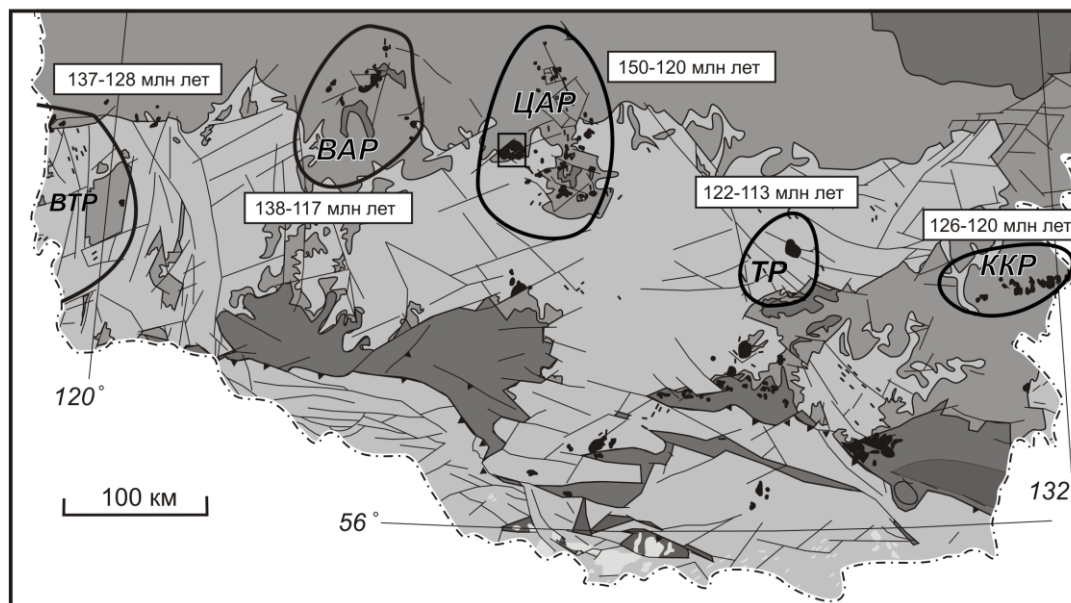 137-128 млн лет
150-120 млн лет
ЦАР
ВАР
ВТР
138-117 млн лет
122-113 млн лет
126-120 млн лет
ТР
ККР
120°
100 км
56°
132°